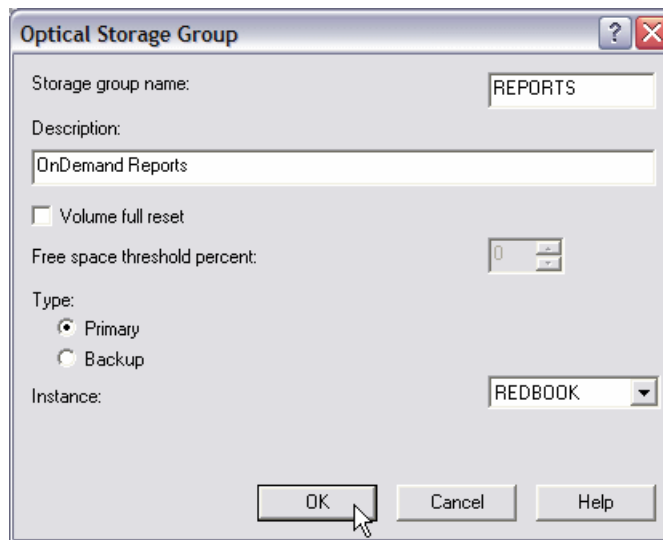 Optical Storage Group
Storage group name: REPORTS
Description:
OnDemand Reports
Volume full reset
Free space threshold percent: 0
Type:
Primary
Backup
Instance: REDBOOK
OK Cancel Help